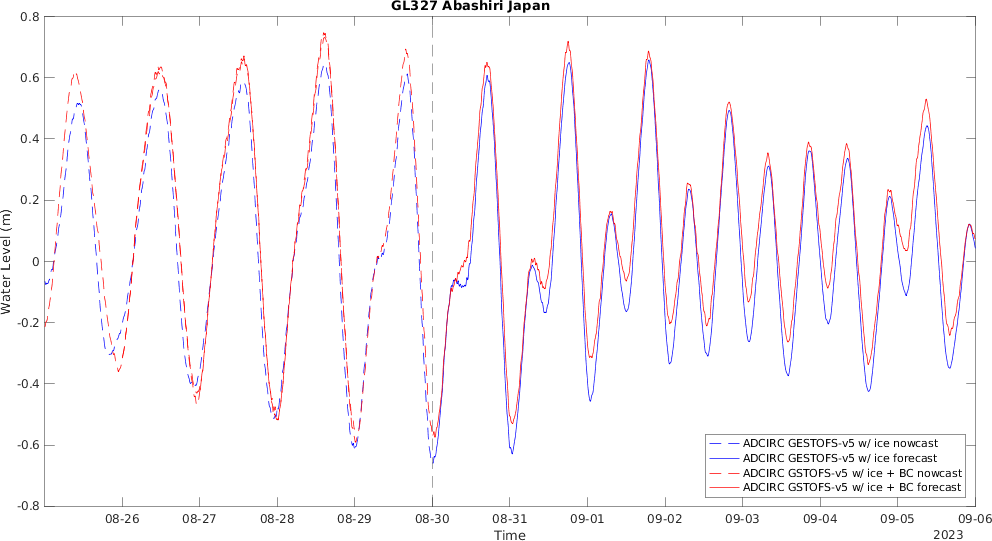 GL327 Abashiri Japan
0.8
0.6
0.4
0.2
0
-0.2
-0.4
-0.6
-0.8
Water Level (m)
08-26 08-27 08-28 08-29 08-30 08-31 09-01 09-02 09-03 09-04 09-05 09-06
Time
2023
ADCIRC GESTOFS-v5 w/ ice nowcast
ADCIRC GESTOFS-v5 w/ ice forecast
ADCIRC GSTOFS-v5 w/ ice + BC nowcast
ADCIRC GSTOFS-v5 w/ ice + BC forecast